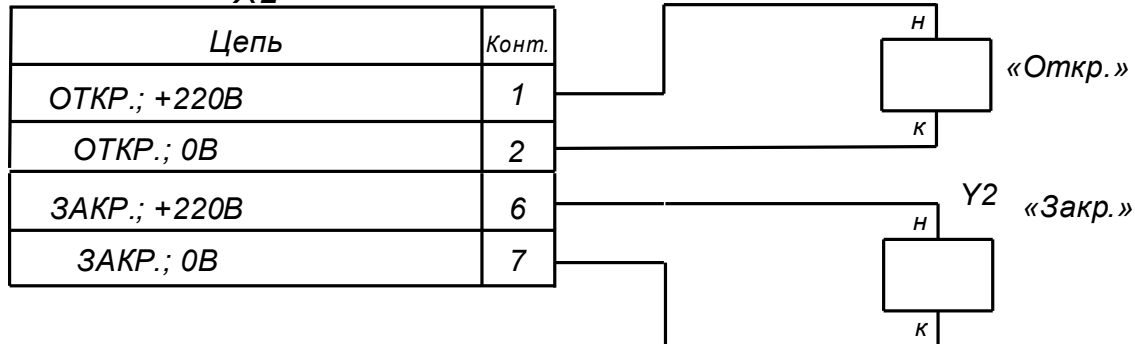 Цепь Конт.
ОТКР.; +220В 1
ОТКР.; 0В 2
ЗАКР.; +220В 6
ЗАКР.; 0В 7
н
«Откр.»
к
Y2 «Закр.»
н
к